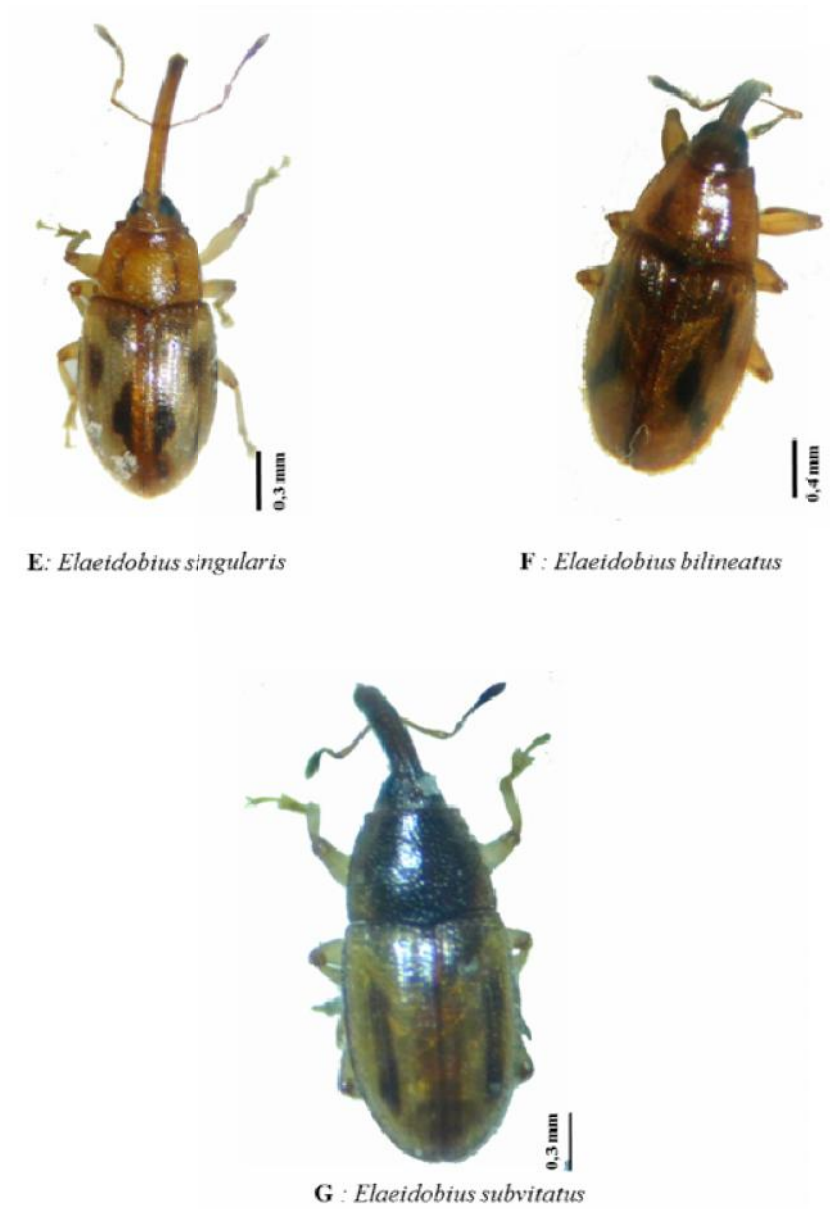 0,3 mm
0,4 mm
E: Elaeidobius singularis
F : Elaeidobius bilineatus
0,3 mm
G : Elaeidobius subvitatus